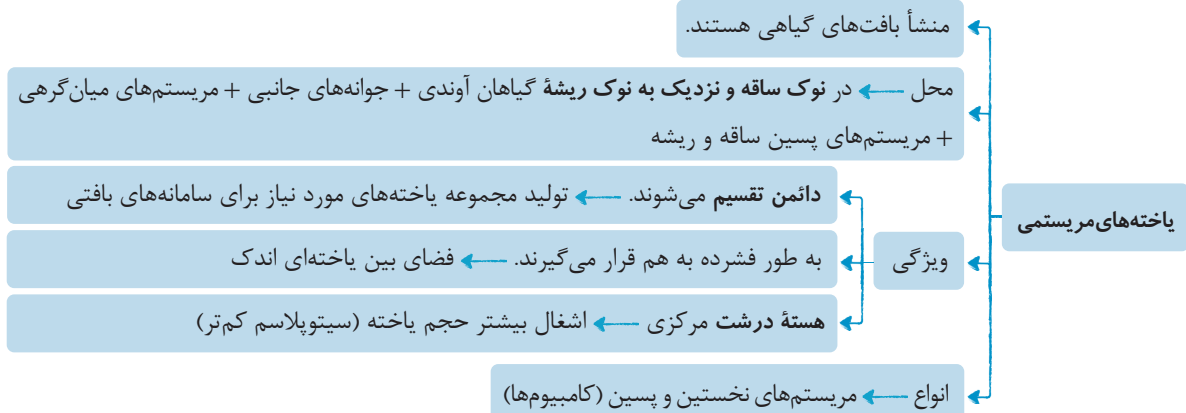 یاخته‌های مریستمی
منشأ بافت‌های گیاهی هستند.
محل ← در نوک ساقه و نزدیک به نوک ریشهٔ گیاهان آوندی + جوانه‌های جانبی + مریستم‌های میان‌گرهی
+ مریستم‌های پسین ساقه و ریشه
ویژگی
دائمن تقسیم می‌شوند. ← تولید مجموعه یاخته‌های مورد نیاز برای سامانه‌های بافتی
به طور فشرده به هم قرار می‌گیرند. ← فضای بین یاخته‌ای اندک
هستهٔ درشت مرکزی ← اشغال بیشتر حجم یاخته (سیتوپلاسم کم‌تر)
انواع ← مریستم‌های نخستین و پسین (کامبیوم‌ها)